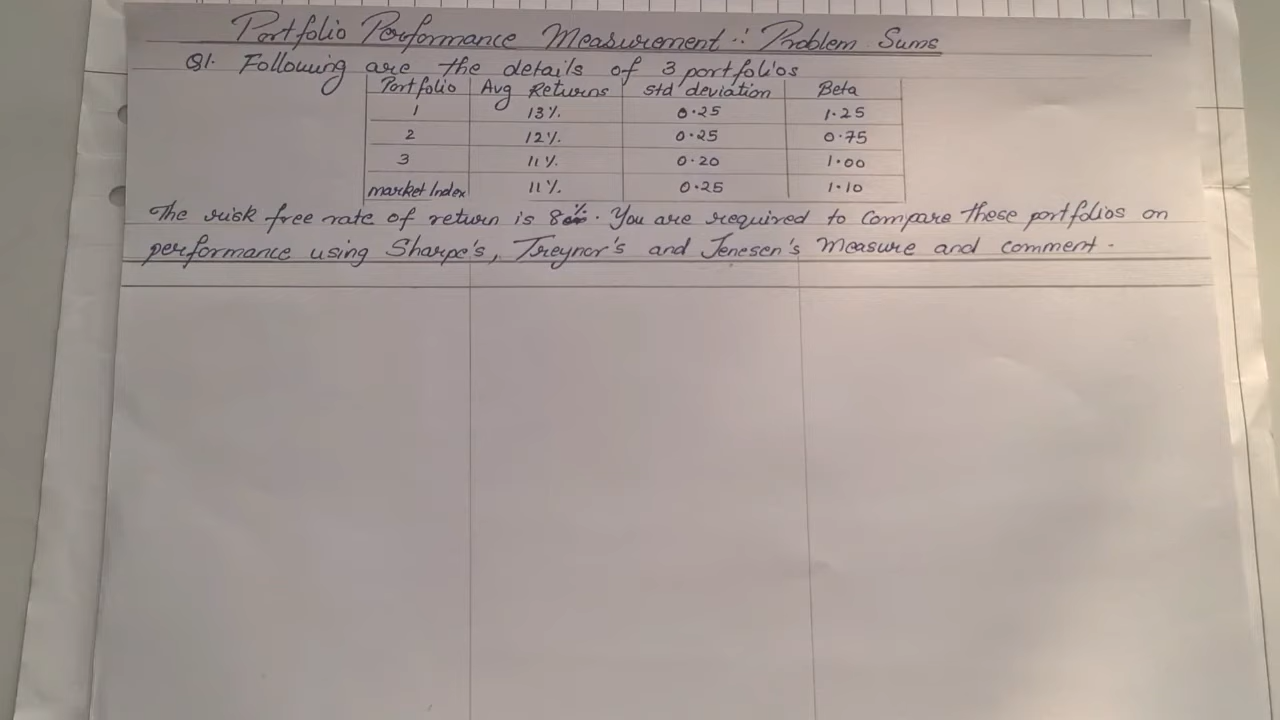 Portfolio Performance Measurement : Problem Sums
Q1. Following are the details of 3 portfolios
Portfolio Avg Returns std deviation Beta
1 13% 0.25 1.25
2 12% 0.25 0.75
3 11% 0.20 1.00
market Index 11% 0.25 1.10
The risk free rate of return is 8%. You are required to compare these portfolios on
performance using Sharpe's, Treynor's and Jenesen's Measure and comment.